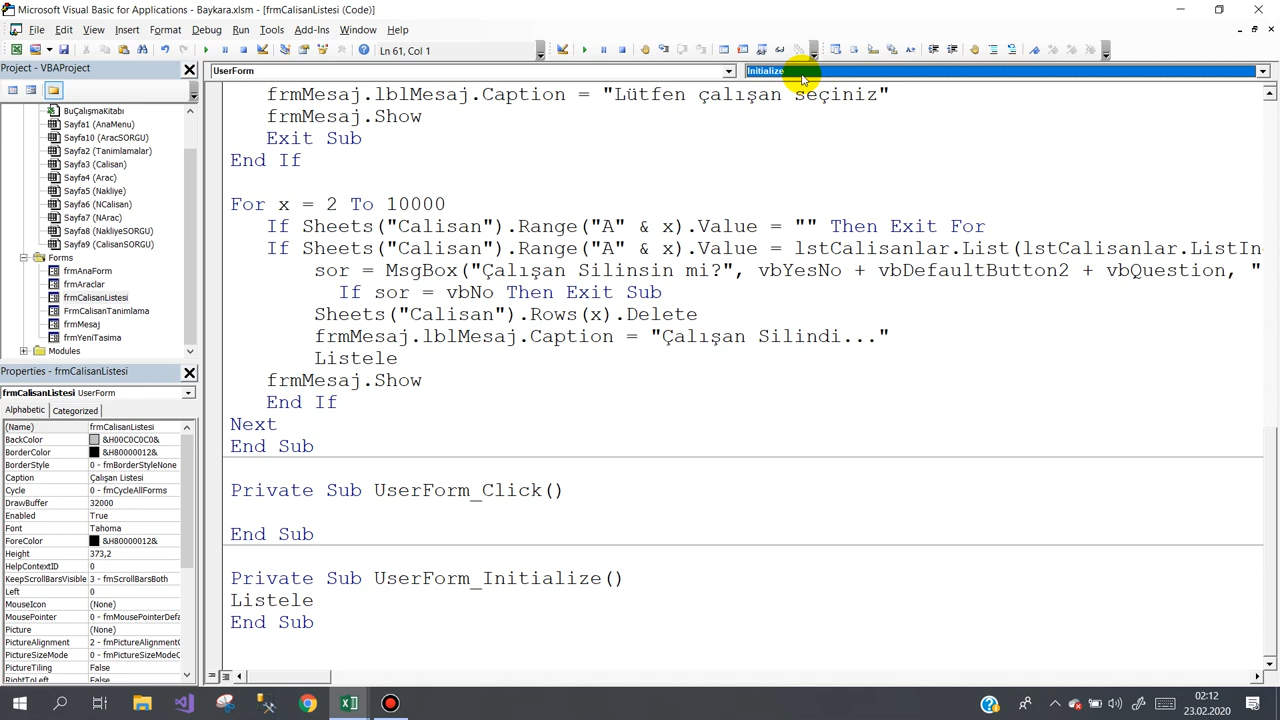 Microsoft Visual Basic for Applications - Baykara.xlsm - [frmCalisanListesi (Code)]
File Edit View Insert Format Debug Run Tools Add-Ins Window Help
Ln 61, Col 1
Project - VBAProject
UserForm
Initialize
BuÇalışmaKitabı
Sayfa1 (AnaMenu)
Sayfa10 (AracSORGU)
Sayfa2 (Tanimlamalar)
Sayfa3 (Calisan)
Sayfa4 (Arac)
Sayfa5 (Nakliye)
Sayfa6 (NCalisan)
Sayfa7 (NArac)
Sayfa8 (NakliyeSORGU)
Sayfa9 (CalisanSORGU)
Forms
frmAnaForm
frmAraclar
frmCalisanListesi
FrmCalisanTanimlama
frmMesaj
frmYeniTasima
Modules
Properties - frmCalisanListesi
frmCalisanListesi UserForm
Alphabetic Categorized
(Name) frmCalisanListesi
BackColor &H00C0C0C0&
BorderColor &H80000012&
BorderStyle 0 - fmBorderStyleNone
Caption Çalışan Listesi
Cycle 0 - fmCycleAllForms
DrawBuffer 32000
Enabled True
Font Tahoma
ForeColor &H80000012&
Height 373,2
HelpContextID 0
KeepScrollBarsVisible 3 - fmScrollBarsBoth
Left 0
MouseIcon (None)
MousePointer 0 - fmMousePointerDefa
Picture (None)
PictureAlignment 2 - fmPictureAlignment
PictureSizeMode 0 - fmPictureSizeMode
PictureTiling False
RightToLeft False
frmMesaj.lblMesaj.Caption = "Lütfen çalışan seçiniz"
frmMesaj.Show
Exit Sub
End If
For x = 2 To 10000
If Sheets("Calisan").Range("A" & x).Value = "" Then Exit For
If Sheets("Calisan").Range("A" & x).Value = lstCalisanlar.List(lstCalisanlar.ListIn
sor = MsgBox("Çalışan Silinsin mi?", vbYesNo + vbDefaultButton2 + vbQuestion, "
If sor = vbNo Then Exit Sub
Sheets("Calisan").Rows(x).Delete
frmMesaj.lblMesaj.Caption = "Çalışan Silindi..."
Listele
frmMesaj.Show
End If
Next
End Sub
Private Sub UserForm_Click()
End Sub
Private Sub UserForm_Initialize()
Listele
End Sub
02:12
23.02.2020